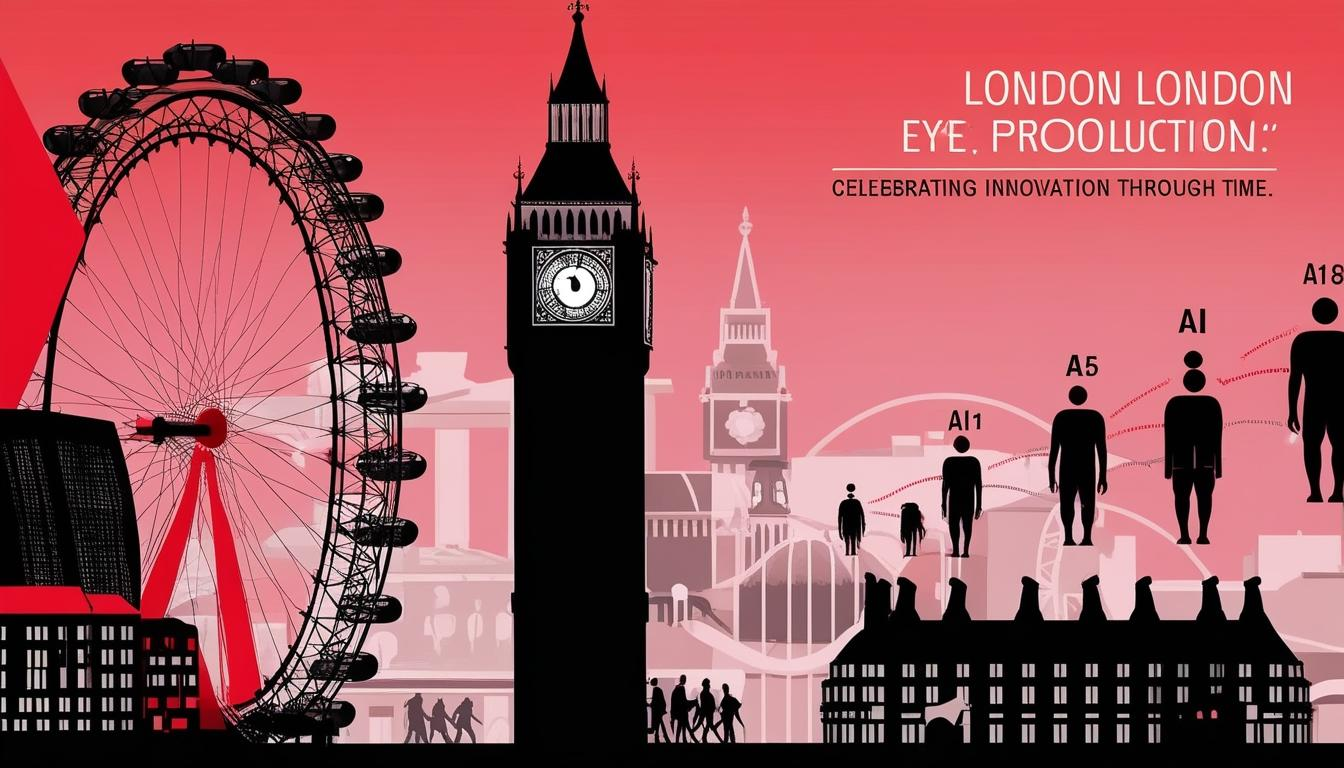 LONDON LONDON
EYE. PROOLUCTION:"
CELEBRATING INNOVATION THROUGH TIME.
A18
AI
A5
AI1